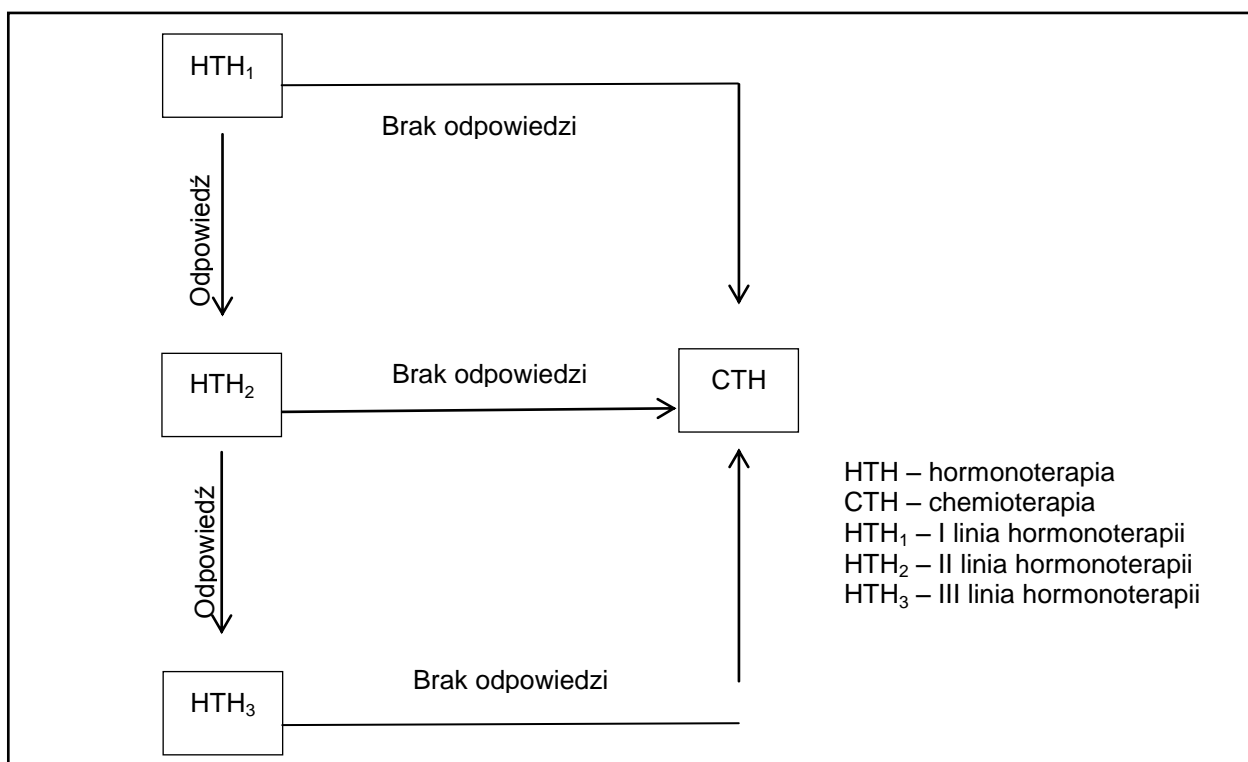 HTH₁
Brak odpowiedzi
Odpowiedź
HTH₂
Brak odpowiedzi
CTH
Odpowiedź
HTH₃
Brak odpowiedzi
HTH – hormonoterapia
CTH – chemioterapia
HTH₁ – I linia hormonoterapii
HTH₂ – II linia hormonoterapii
HTH₃ – III linia hormonoterapii